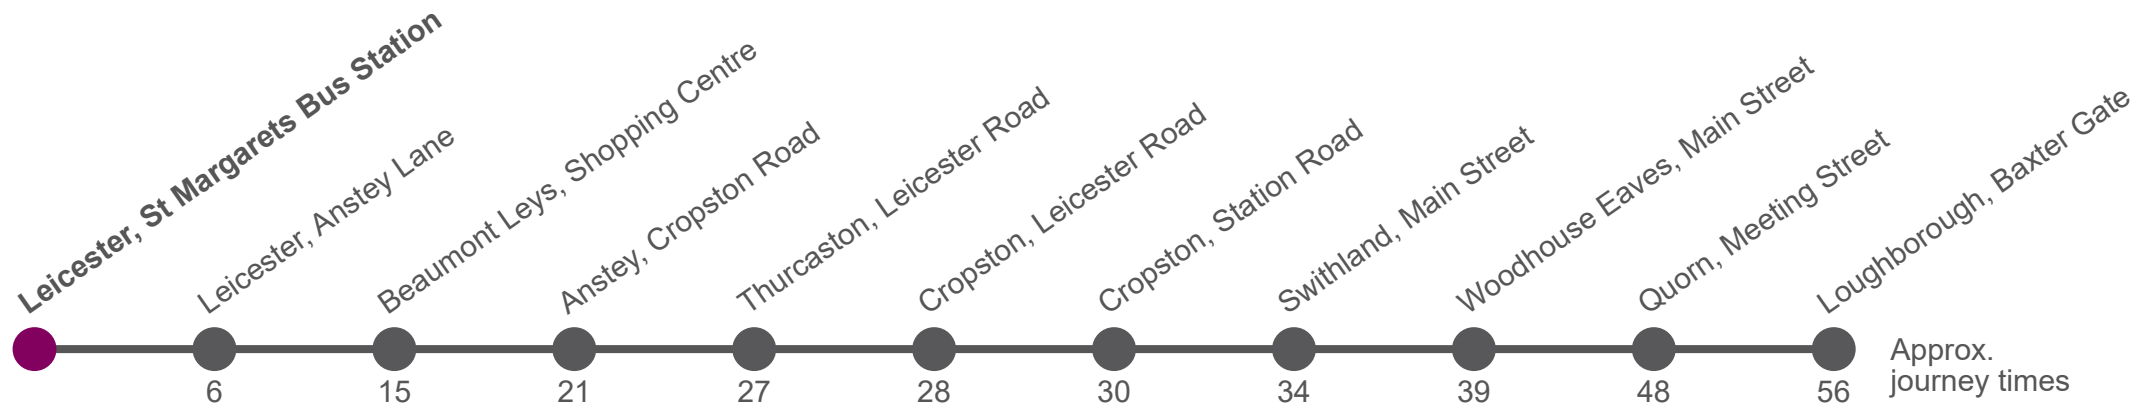 Leicester, St Margarets Bus Station
Leicester, Anstey Lane
Beaumont Leys, Shopping Centre
Anstey, Cropston Road
Thurcaston, Leicester Road
Cropston, Leicester Road
Cropston, Station Road
Swithland, Main Street
Woodhouse Eaves, Main Street
Quorn, Meeting Street
Loughborough, Baxter Gate
6
15
21
27
28
30
34
39
48
56
Approx.
journey times